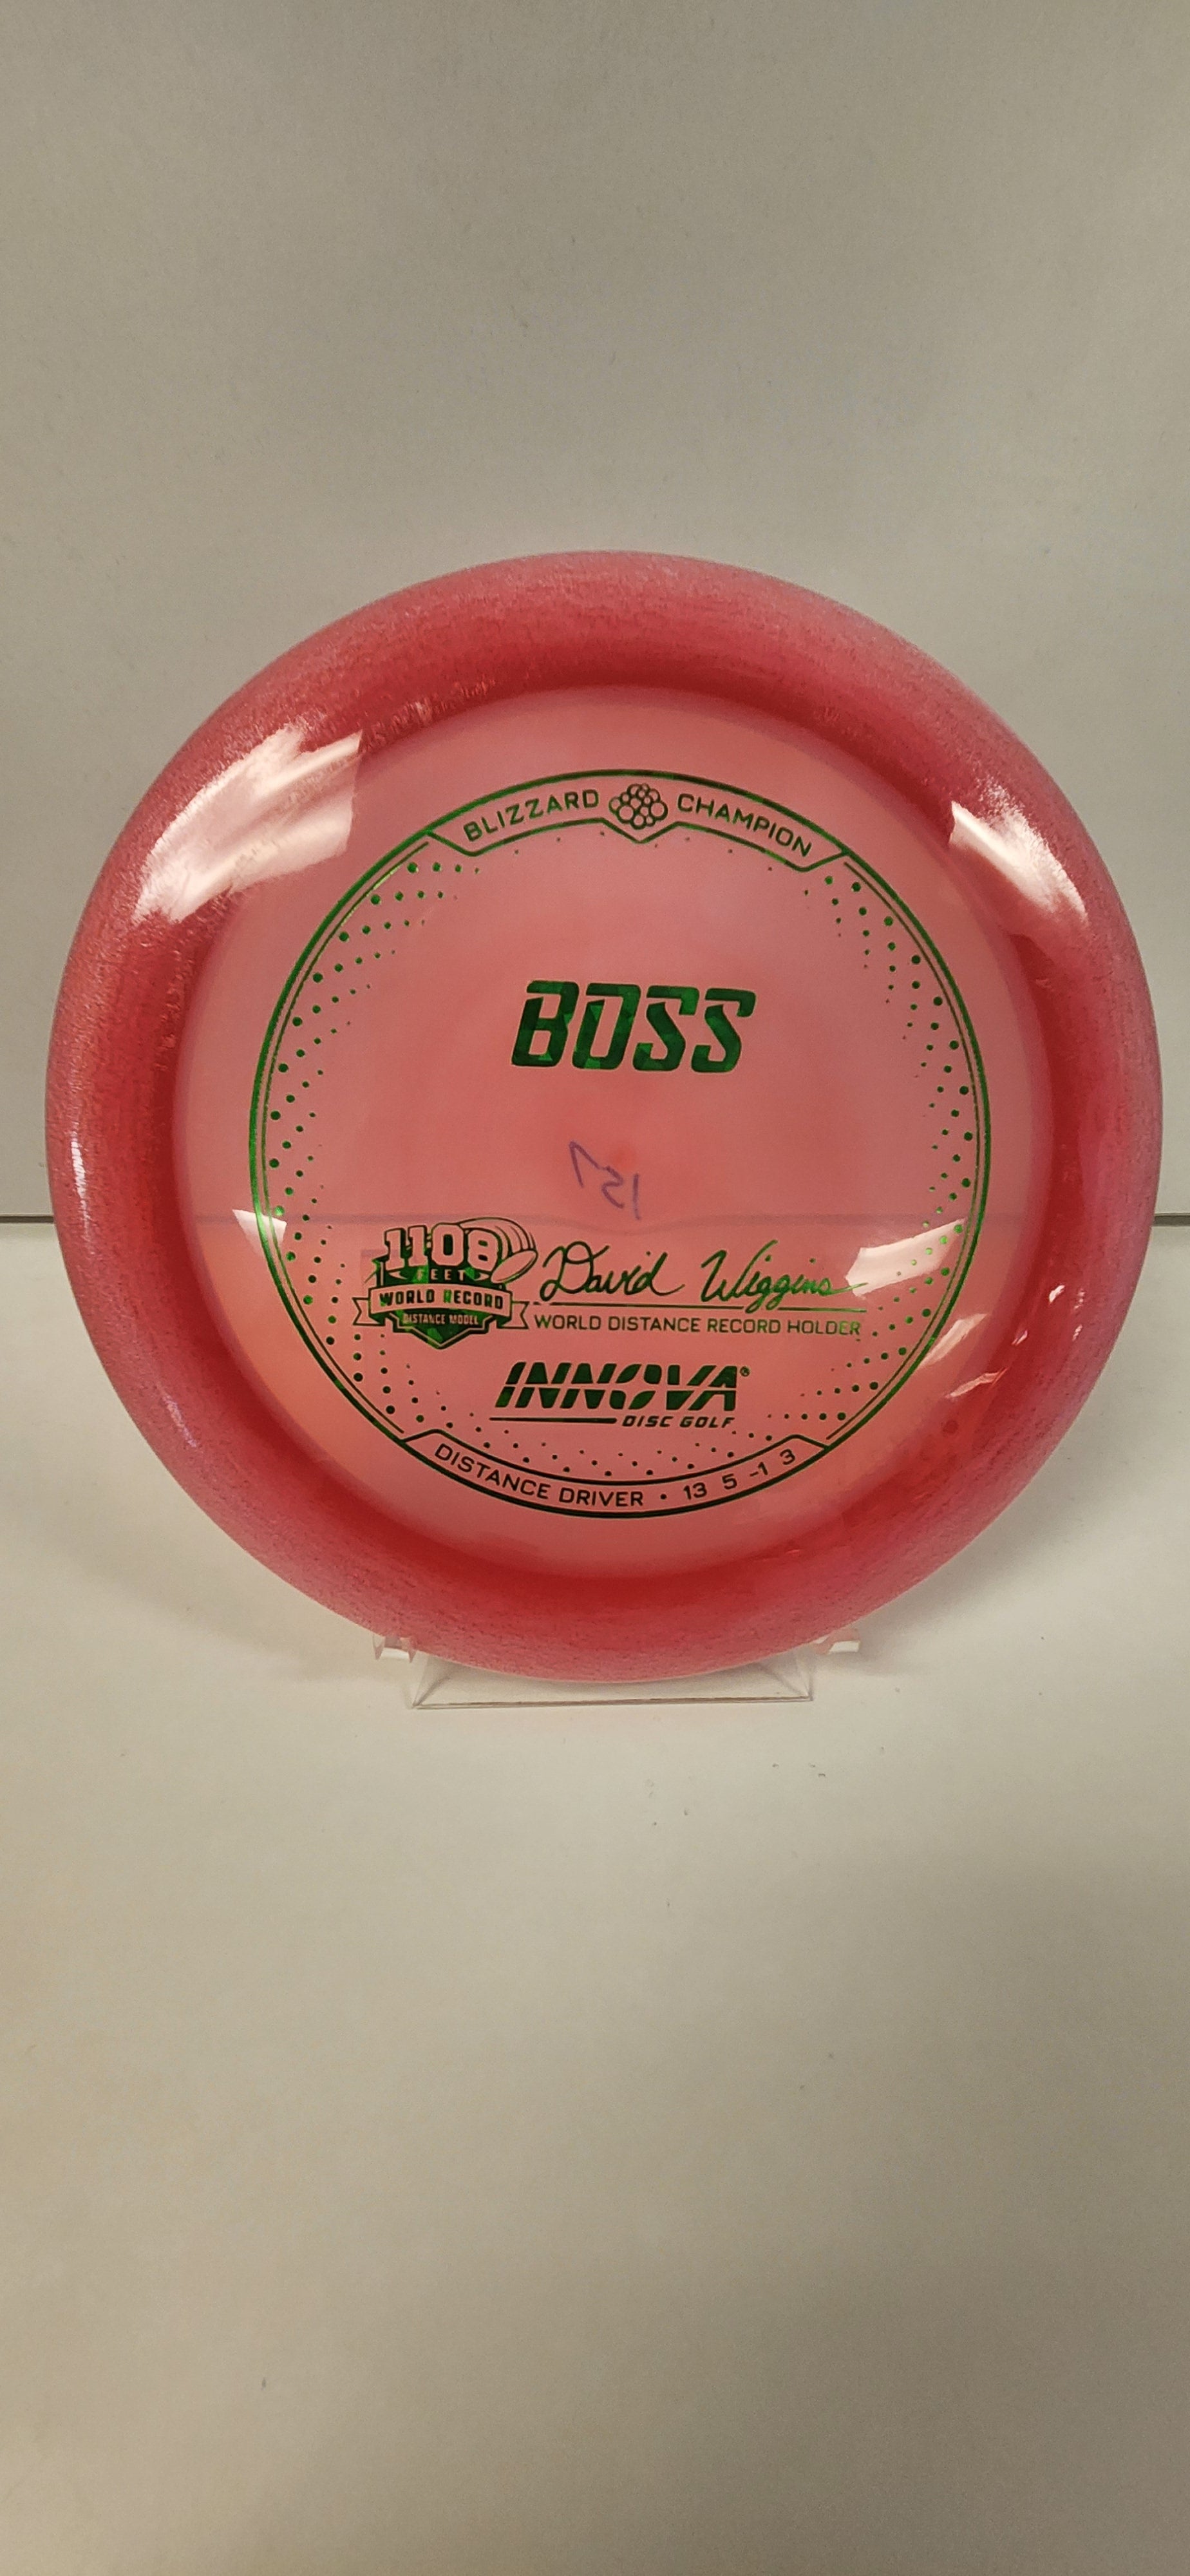 BLIZZARD CHAMPION
BOSS
157
1108
FEET
WORLD RECORD
DISTANCE MODEL
David Wiggins
WORLD DISTANCE RECORD HOLDER
INNOVA®
DISC GOLF
DISTANCE DRIVER • 13 5 -1 3